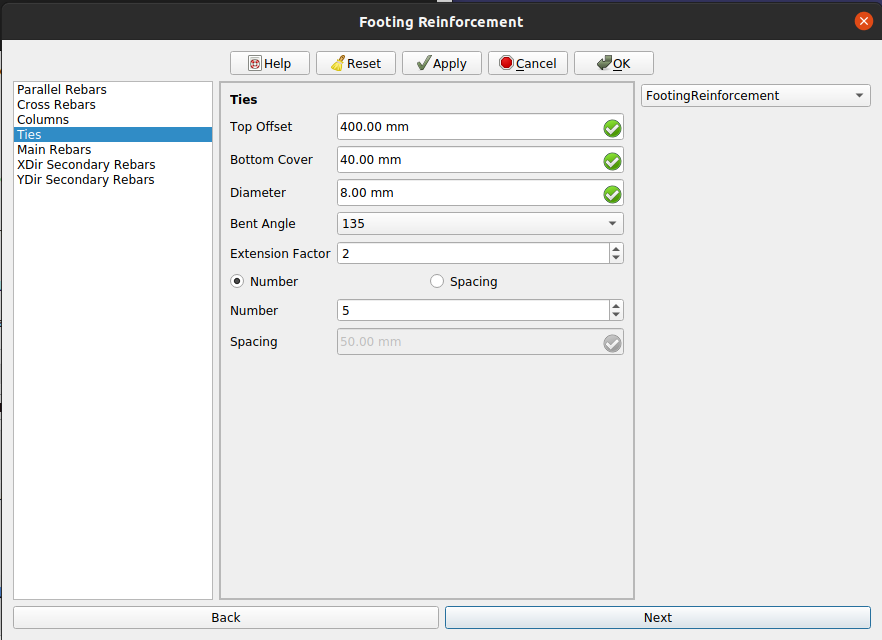 Footing Reinforcement
Help Reset Apply Cancel OK
Parallel Rebars
Cross Rebars
Columns
Ties
Main Rebars
XDir Secondary Rebars
YDir Secondary Rebars
Ties
Top Offset 400.00 mm
Bottom Cover 40.00 mm
Diameter 8.00 mm
Bent Angle 135
Extension Factor 2
Number Spacing
Number 5
Spacing 50.00 mm
FootingReinforcement
Back Next